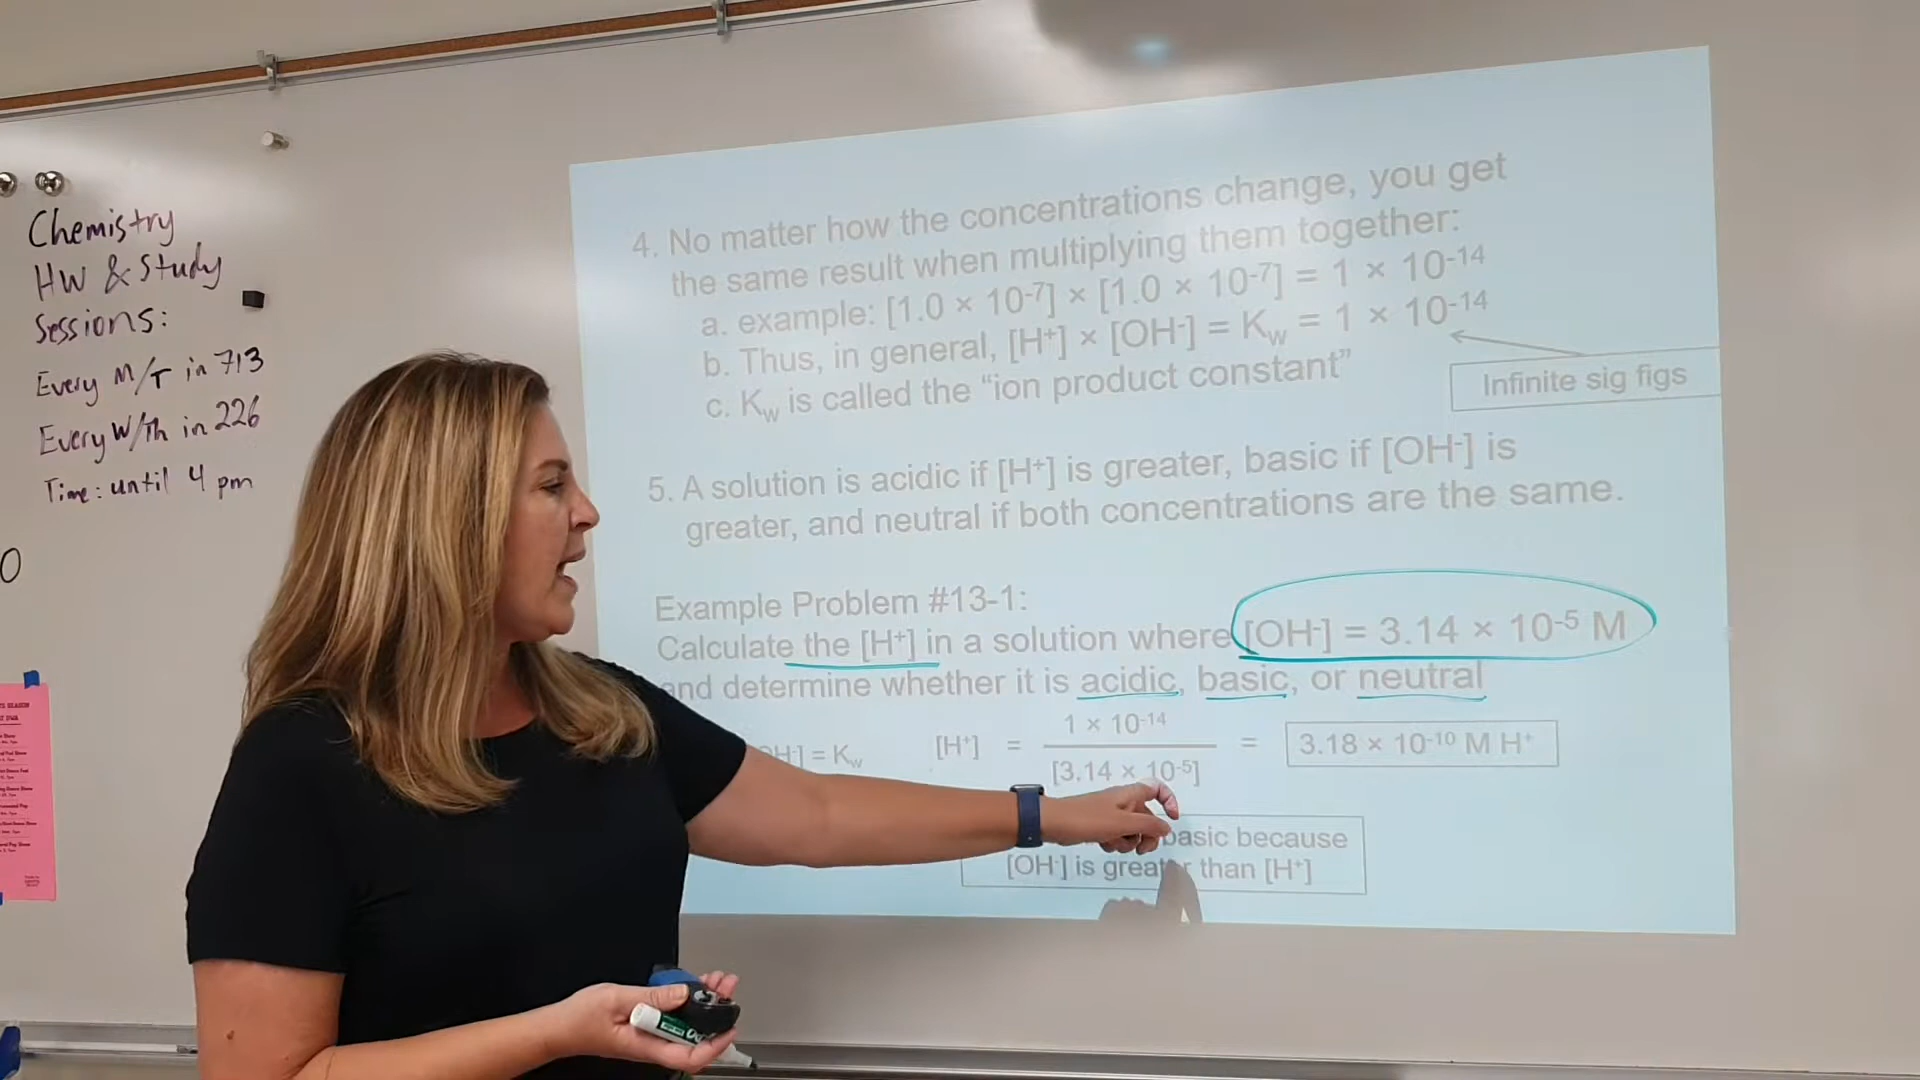 Chemistry
HW & Study
Sessions:
Every M/T in 713
Every W/Th in 226
Time: until 4 pm
4. No matter how the concentrations change, you get
the same result when multiplying them together:
a. example: [1.0 × 10⁻⁷] × [1.0 × 10⁻⁷] = 1 × 10⁻¹⁴
b. Thus, in general, [H⁺] × [OH⁻] = Kw = 1 × 10⁻¹⁴
c. Kw is called the “ion product constant”
Infinite sig figs
5. A solution is acidic if [H⁺] is greater, basic if [OH⁻] is
greater, and neutral if both concentrations are the same.
Example Problem #13-1:
Calculate the [H⁺] in a solution where [OH⁻] = 3.14 × 10⁻⁵ M
and determine whether it is acidic, basic, or neutral
= Kw
[H⁺] = 1 × 10⁻¹⁴ = 3.18 × 10⁻¹⁰ M H⁺
[3.14 × 10⁻⁵]
basic because
[OH⁻] is greater than [H⁺]